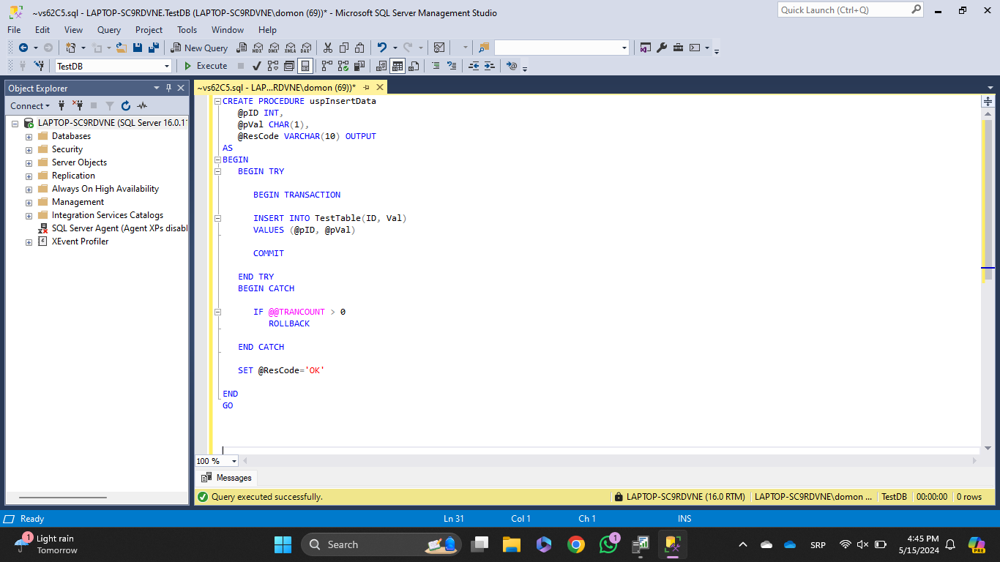 ~vs62C5.sql - LAPTOP-SC9RDVNE.TestDB (LAPTOP-SC9RDVNE\domon (69))* - Microsoft SQL Server Management Studio
Quick Launch (Ctrl+Q)
File Edit View Query Project Tools Window Help
New Query
MDX DMX XMLA DAX
TestDB
Execute
Object Explorer
Connect
LAPTOP-SC9RDVNE (SQL Server 16.0.1
Databases
Security
Server Objects
Replication
Always On High Availability
Management
Integration Services Catalogs
SQL Server Agent (Agent XPs disabl
XEvent Profiler
~vs62C5.sql - LAP...RDVNE\domon (69))*
CREATE PROCEDURE uspInsertData
@pID INT,
@pVal CHAR(1),
@ResCode VARCHAR(10) OUTPUT
AS
BEGIN
BEGIN TRY
BEGIN TRANSACTION
INSERT INTO TestTable(ID, Val)
VALUES (@pID, @pVal)
COMMIT
END TRY
BEGIN CATCH
IF @@TRANCOUNT > 0
ROLLBACK
END CATCH
SET @ResCode='OK'
END
GO
100 %
Messages
Query executed successfully.
LAPTOP-SC9RDVNE (16.0 RTM)
LAPTOP-SC9RDVNE\domon ...
TestDB
00:00:00
0 rows
Ready
Ln 31
Col 1
Ch 1
INS
1
Light rain
Tomorrow
Search
1
SRP
4:45 PM
5/15/2024
PRE